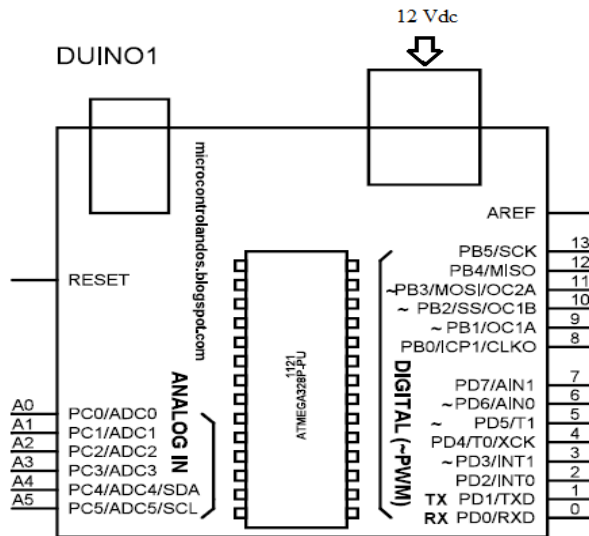 12 Vdc
DUINO1
microcontrolandos.blogspot.com
RESET
A0 PC0/ADC0
A1 PC1/ADC1
A2 PC2/ADC2
A3 PC3/ADC3
A4 PC4/ADC4/SDA
A5 PC5/ADC5/SCL
ANALOG IN
1121
ATMEGA328P-PU
DIGITAL (~PWM)
AREF
PB5/SCK 13
PB4/MISO 12
~PB3/MOSI/OC2A 11
~ PB2/SS/OC1B 10
~ PB1/OC1A 9
PB0/ICP1/CLKO 8
PD7/AIN1 7
~PD6/AIN0 6
~ PD5/T1 5
PD4/T0/XCK 4
~PD3/INT1 3
PD2/INT0 2
TX PD1/TXD 1
RX PD0/RXD 0